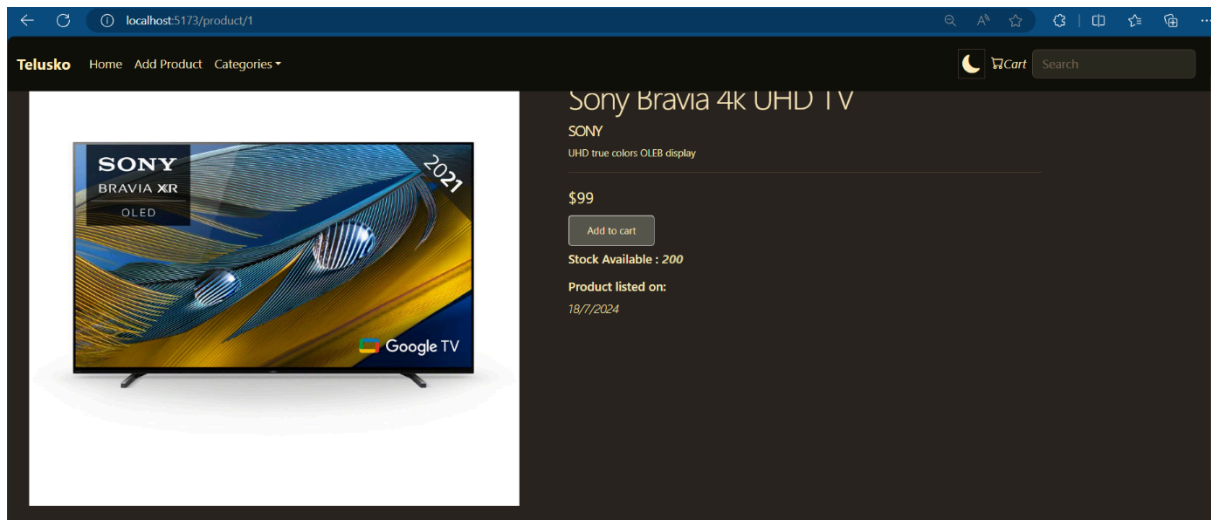 localhost:5173/product/1
Telusko Home Add Product Categories Cart Search
Sony Bravia 4k UHD TV
SONY
UHD true colors OLEB display
$99
Add to cart
Stock Available : 200
Product listed on:
18/7/2024
SONY
BRAVIA XR
OLED
2021
Google TV